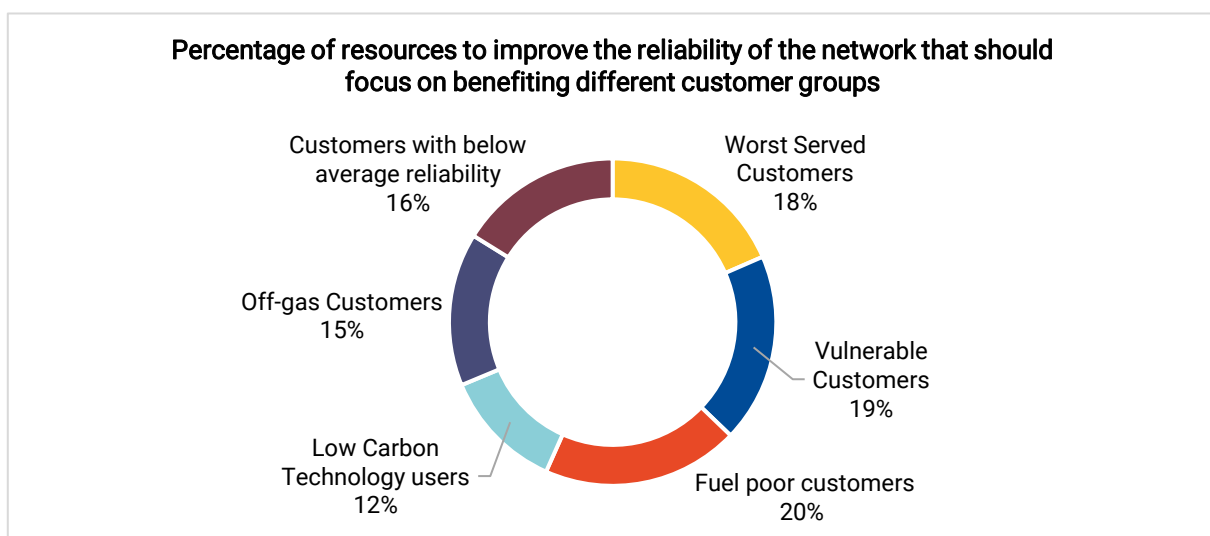 Percentage of resources to improve the reliability of the network that should
focus on benefiting different customer groups
Customers with below
average reliability
16%
Worst Served
Customers
18%
Off-gas Customers
15%
Vulnerable
Customers
19%
Low Carbon
Technology users
12%
Fuel poor customers
20%